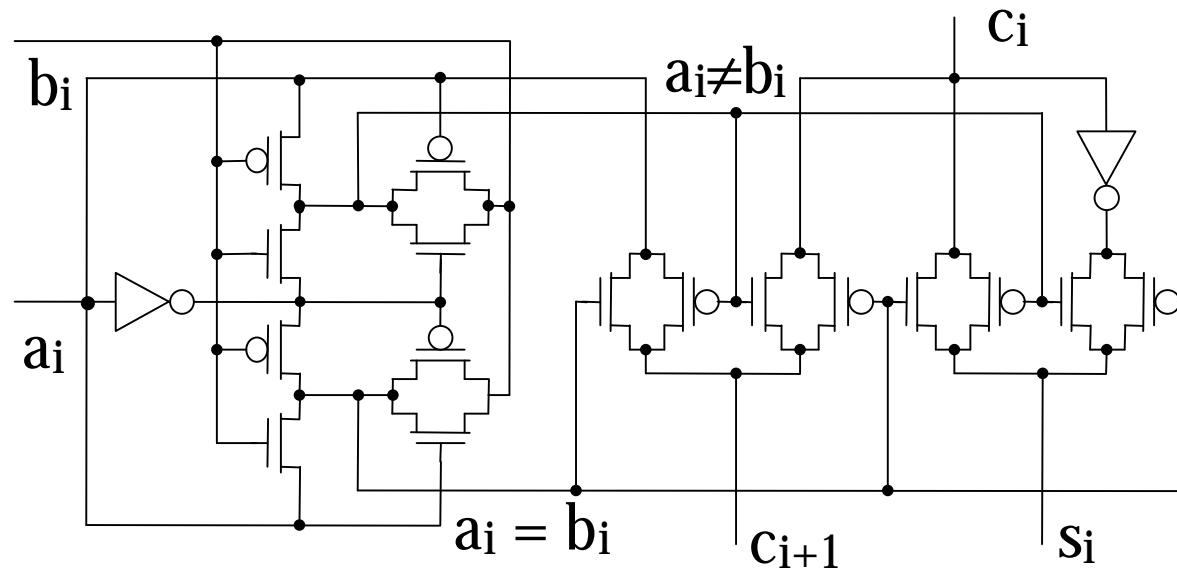 cᵢ
aᵢ≠bᵢ
bᵢ
aᵢ
aᵢ = bᵢ
cᵢ₊₁
sᵢ